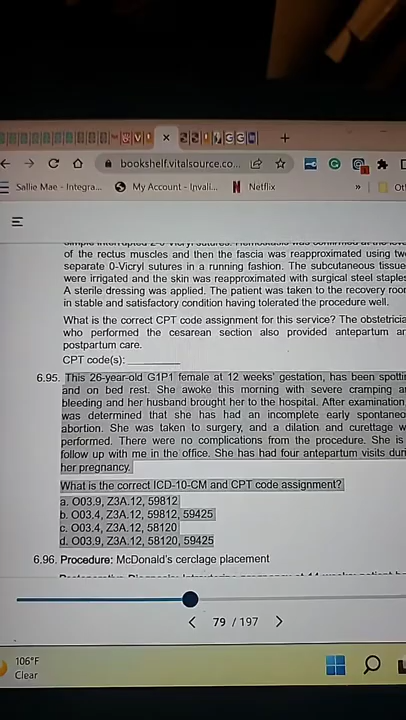 bookshelf.vitalsource.co...
Sallie Mae - Integra...
My Account - Invali...
Netflix
»
of the rectus muscles and then the fascia was reapproximated using tw
separate 0-Vicryl sutures in a running fashion. The subcutaneous tissue
were irrigated and the skin was reapproximated with surgical steel staples
A sterile dressing was applied. The patient was taken to the recovery roor
in stable and satisfactory condition having tolerated the procedure well.
What is the correct CPT code assignment for this service? The obstetricia
who performed the cesarean section also provided antepartum ar
postpartum care.
CPT code(s): ________
6.95. This 26-year-old G1P1 female at 12 weeks' gestation, has been spotti
and on bed rest. She awoke this morning with severe cramping a
bleeding and her husband brought her to the hospital. After examination,
was determined that she has had an incomplete early spontaneo
abortion. She was taken to surgery, and a dilation and curettage w
performed. There were no complications from the procedure. She is
follow up with me in the office. She has had four antepartum visits duri
her pregnancy.
What is the correct ICD-10-CM and CPT code assignment?
a. O03.9, Z3A.12, 59812
b. O03.4, Z3A.12, 59812, 59425
c. O03.4, Z3A.12, 58120
d. O03.9, Z3A.12, 58120, 59425
6.96. Procedure: McDonald's cerclage placement
79 / 197
106°F
Clear